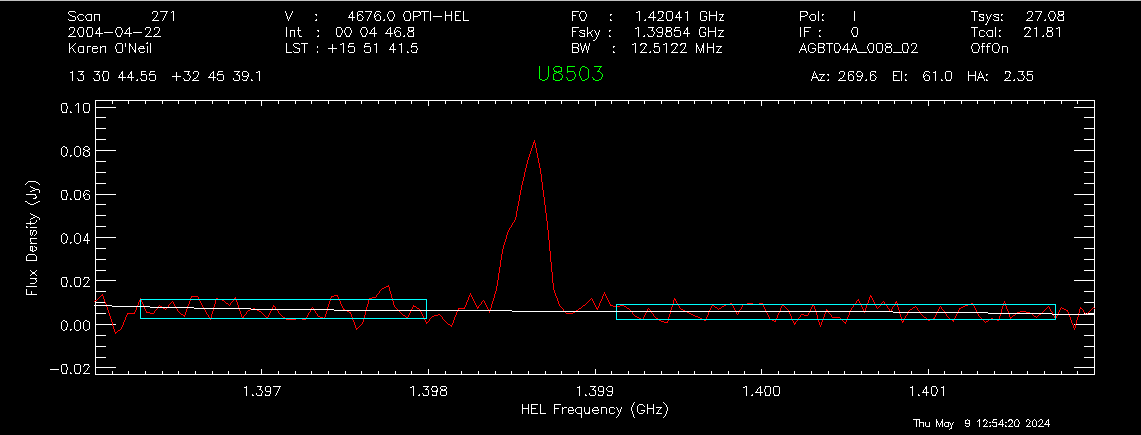 Scan 271 V : 4676.0 OPTI-HEL F0 : 1.42041 GHz Pol: I Tsys: 27.08
2004-04-22 Int : 00 04 46.8 Fsky : 1.39854 GHz IF : 0 Tcal: 21.81
Karen O'Neil LST : +15 51 41.5 BW : 12.5122 MHz AGBT04A_008_02 OffOn
13 30 44.55 +32 45 39.1 U8503 Az: 269.6 El: 61.0 HA: 2.35
0.10
0.08
0.06
0.04
0.02
0.00
-0.02
Flux Density (Jy)
1.397 1.398 1.399 1.400 1.401
HEL Frequency (GHz)
Thu May 9 12:54:20 2024